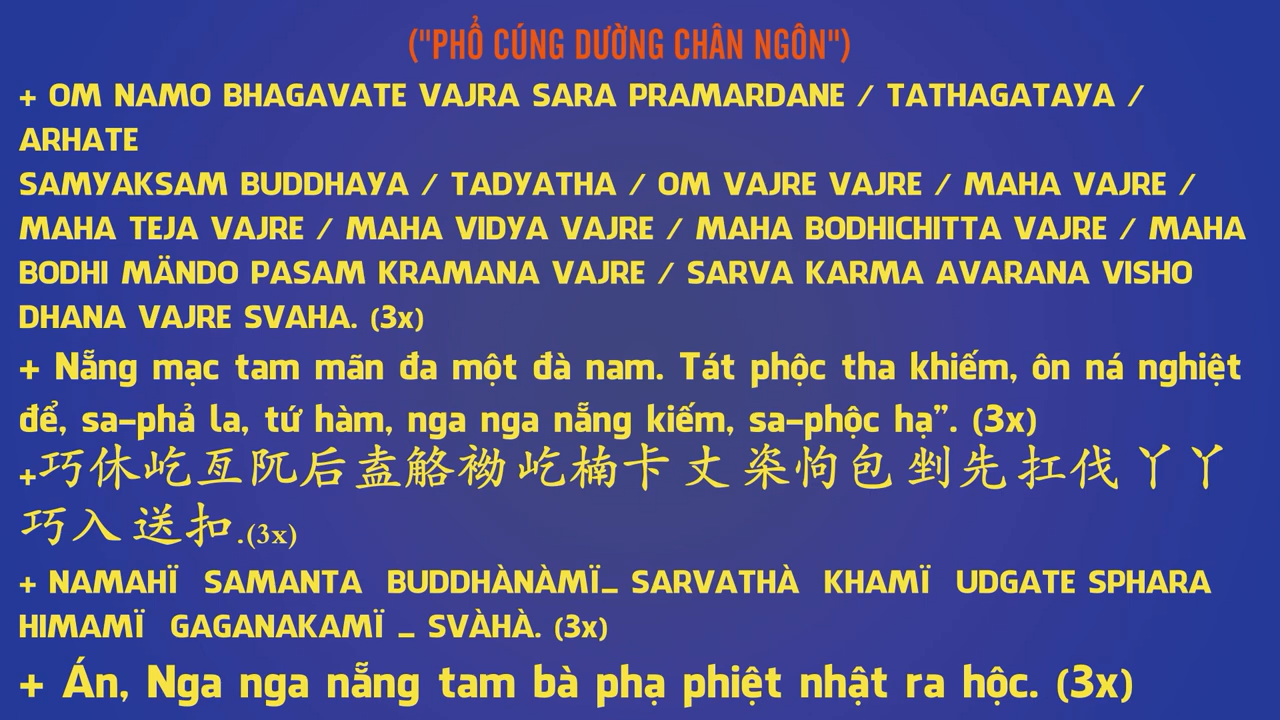 ("PHỔ CÚNG DƯỜNG CHÂN NGÔN")
+ OM NAMO BHAGAVATE VAJRA SARA PRAMARDANE / TATHAGATAYA /
ARHATE
SAMYAKSAM BUDDHAYA / TADYATHA / OM VAJRE VAJRE / MAHA VAJRE /
MAHA TEJA VAJRE / MAHA VIDYA VAJRE / MAHA BODHICHITTA VAJRE / MAHA
BODHI MÄNDO PASAM KRAMANA VAJRE / SARVA KARMA AVARANA VISHO
DHANA VAJRE SVAHA. (3x)
+ Nẵng mạc tam mãn đa một đà nam. Tát phộc tha khiếm, ôn ná nghiệt
để, sa-phả la, tứ hàm, nga nga nẵng kiếm, sa-phộc hạ”. (3x)
+巧休屹亙阢后盍觡袎屹楠卡丈栥怐包剉先扛伐丫丫
巧入送扣.(3x)
+ NAMAHÏ SAMANTA BUDDHÀNÀMÏ_ SARVATHÀ KHAMÏ UDGATE SPHARA
HIMAMÏ GAGANAKAMÏ _ SVÀHÀ. (3x)
+ Án, Nga nga nẵng tam bà phạ phiệt nhật ra hộc. (3x)